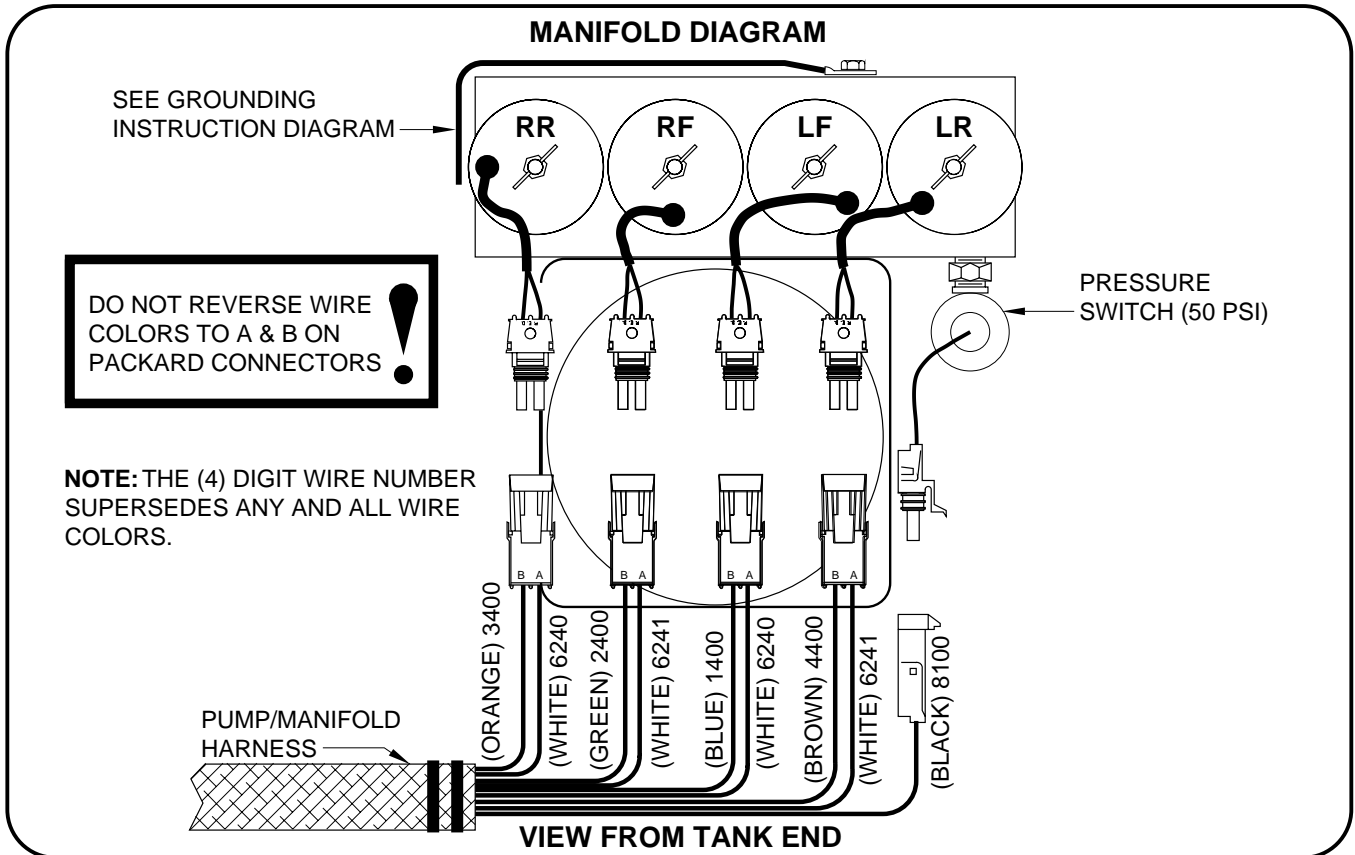 MANIFOLD DIAGRAM
SEE GROUNDING
INSTRUCTION DIAGRAM
RR
RF
LF
LR
DO NOT REVERSE WIRE
COLORS TO A & B ON
PACKARD CONNECTORS
!
PRESSURE
SWITCH (50 PSI)
NOTE: THE (4) DIGIT WIRE NUMBER
SUPERSEDES ANY AND ALL WIRE
COLORS.
B A
B A
B A
B A
(ORANGE) 3400
(WHITE) 6240
(GREEN) 2400
(WHITE) 6241
(BLUE) 1400
(WHITE) 6240
(BROWN) 4400
(WHITE) 6241
(BLACK) 8100
PUMP/MANIFOLD
HARNESS
VIEW FROM TANK END